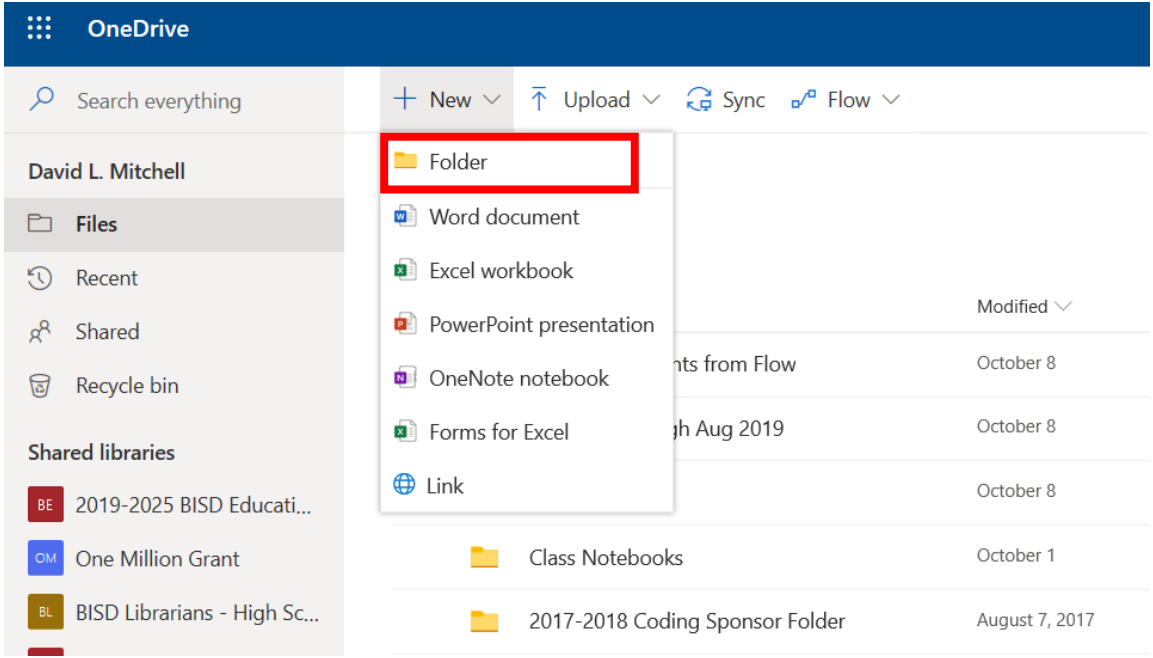 OneDrive
Search everything
New Upload Sync Flow
David L. Mitchell
Files
Recent
Shared
Recycle bin
Shared libraries
BE 2019-2025 BISD Educati...
OM One Million Grant
BL BISD Librarians - High Sc...
Folder
Word document
Excel workbook
PowerPoint presentation
OneNote notebook
Forms for Excel
Link
Modified
nts from Flow October 8
gh Aug 2019 October 8
October 8
Class Notebooks October 1
2017-2018 Coding Sponsor Folder August 7, 2017